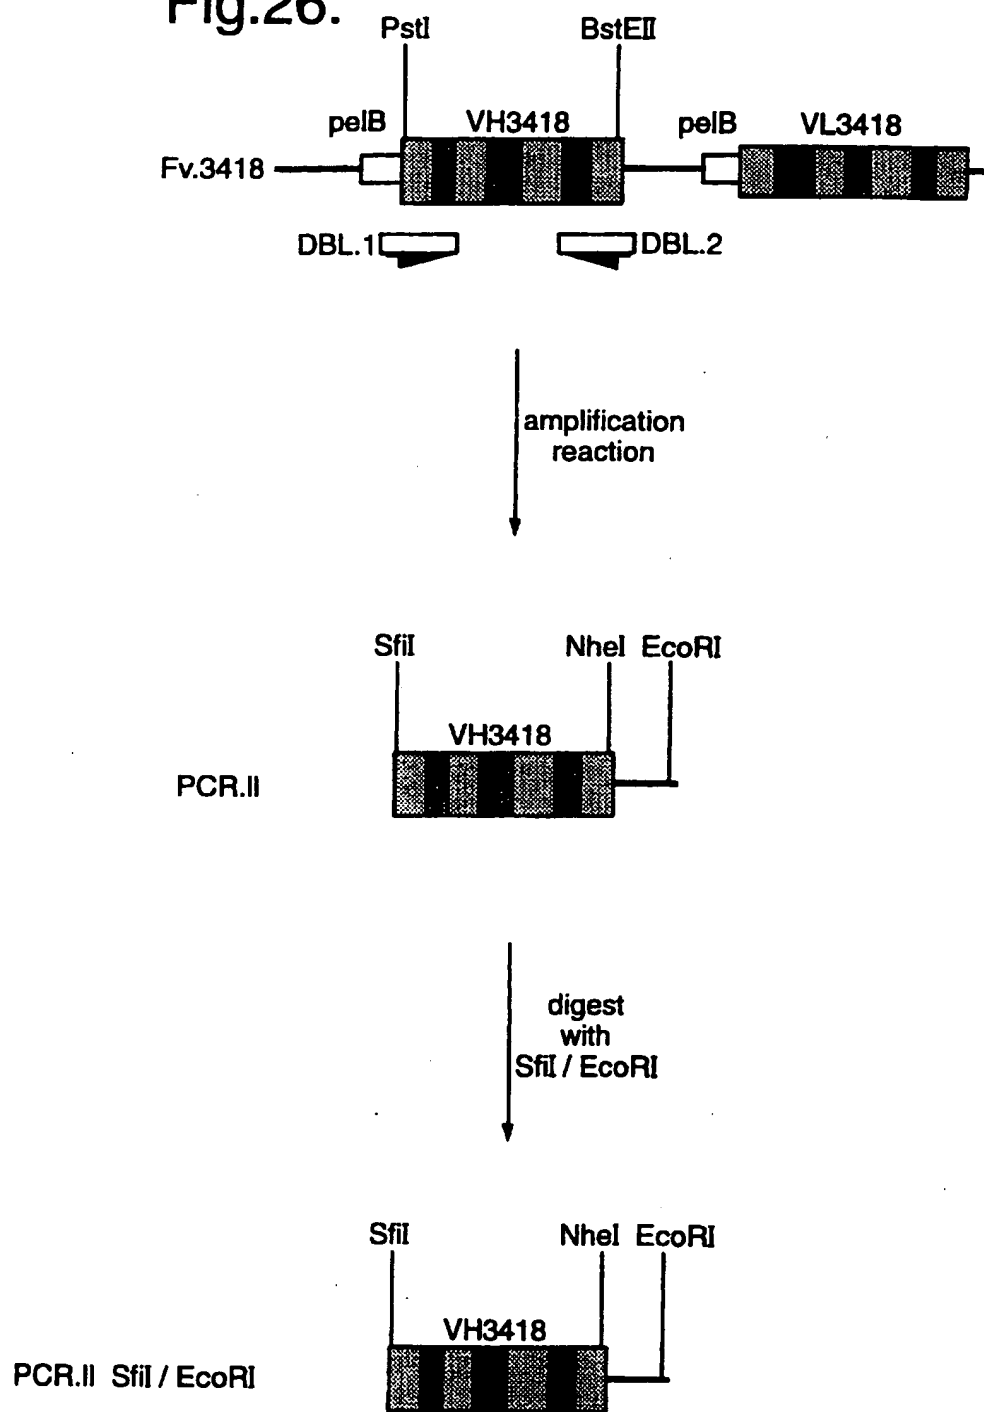 Fig.26.
PstI BstEII
pelB VH3418 pelB VL3418
Fv.3418
DBL.1 DBL.2
amplification
reaction
SfiI NheI EcoRI
VH3418
PCR.II
digest
with
SfiI / EcoRI
SfiI NheI EcoRI
VH3418
PCR.II SfiI / EcoRI